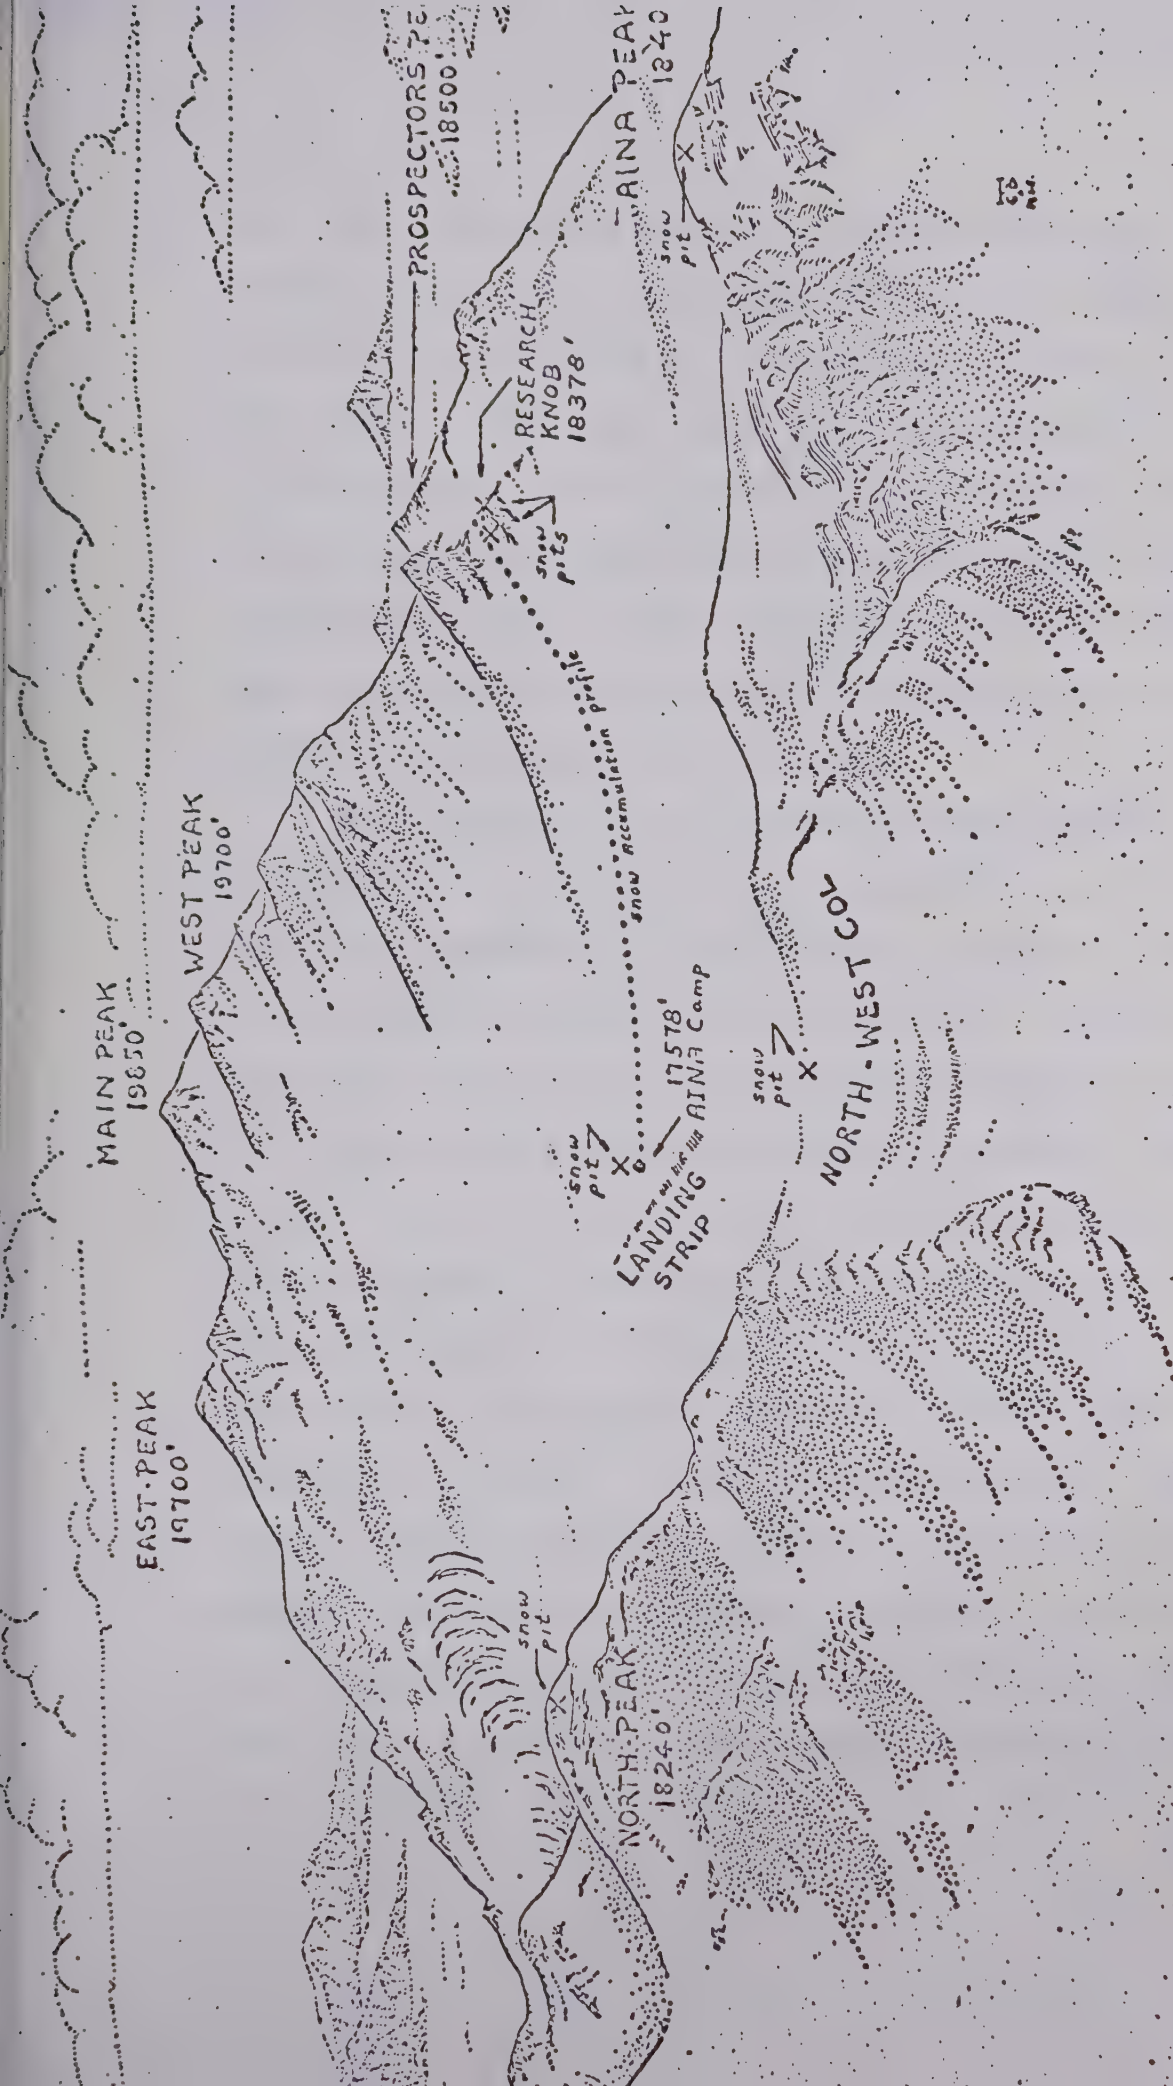 MAIN PEAK
19850'
EAST·PEAK
19700'
WEST PEAK
19700'
PROSPECTORS PE
18500'
RESEARCH
KNOB
18378'
snow
pits
AINA PEAK
1840
snow
pit
snow accumulation profile
snow
pit
17578'
AINA Camp
LANDING
STRIP
snow
pit
NORTH-PEAK
18240'
snow
pit
NORTH-WEST COL